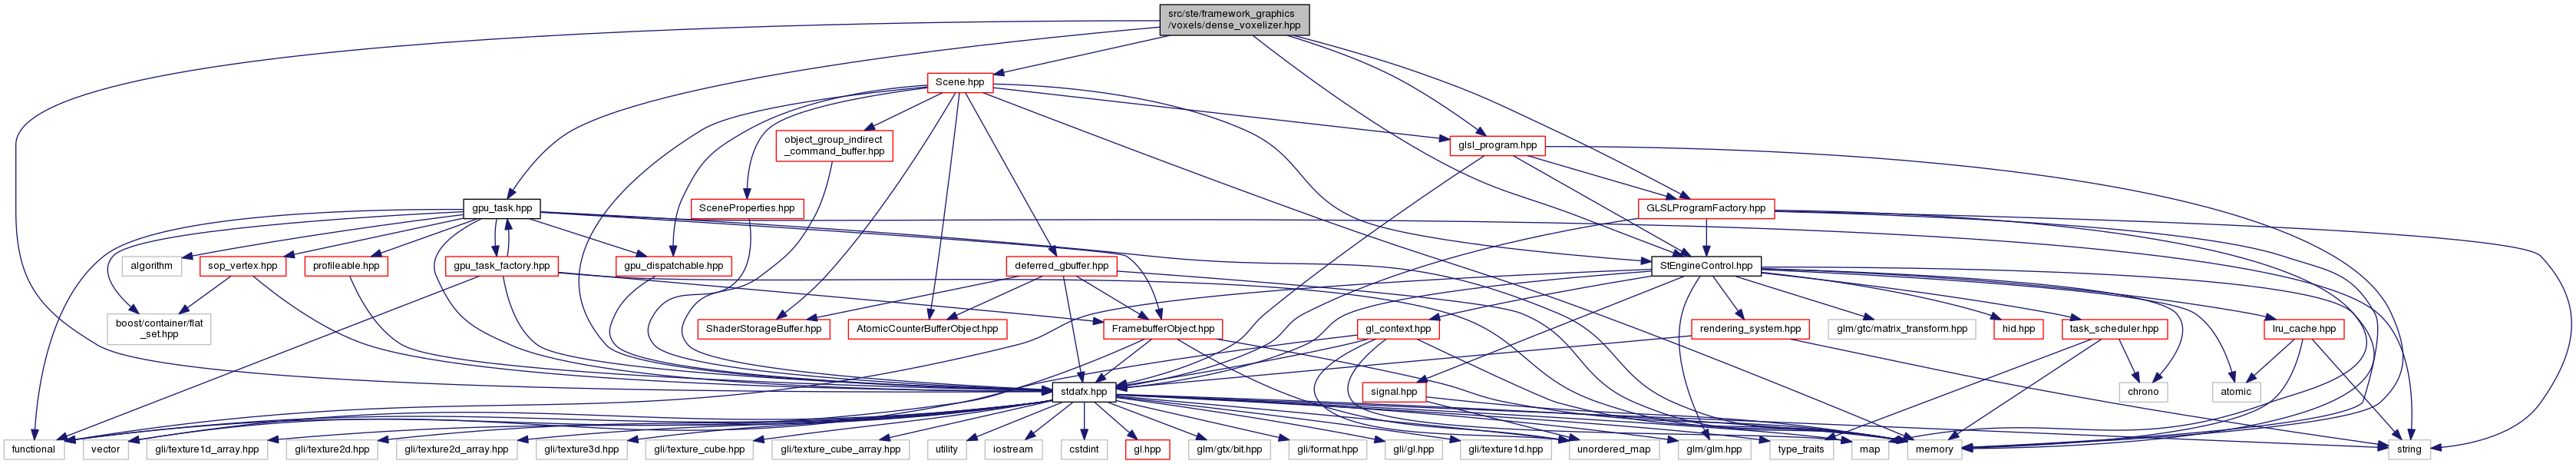 src/ste/framework_graphics
/voxels/dense_voxelizer.hpp
Scene.hpp
object_group_indirect
_command_buffer.hpp
glsl_program.hpp
gpu_task.hpp
SceneProperties.hpp
GLSLProgramFactory.hpp
algorithm
sop_vertex.hpp
profileable.hpp
gpu_task_factory.hpp
gpu_dispatchable.hpp
deferred_gbuffer.hpp
StEngineControl.hpp
boost/container/flat
_set.hpp
ShaderStorageBuffer.hpp
AtomicCounterBufferObject.hpp
FramebufferObject.hpp
gl_context.hpp
rendering_system.hpp
glm/gtc/matrix_transform.hpp
hid.hpp
task_scheduler.hpp
lru_cache.hpp
stdafx.hpp
signal.hpp
chrono
atomic
functional
vector
gli/texture1d_array.hpp
gli/texture2d.hpp
gli/texture2d_array.hpp
gli/texture3d.hpp
gli/texture_cube.hpp
gli/texture_cube_array.hpp
utility
iostream
cstdint
gl.hpp
glm/gtx/bit.hpp
gli/format.hpp
gli/gl.hpp
gli/texture1d.hpp
unordered_map
glm/glm.hpp
type_traits
map
memory
string